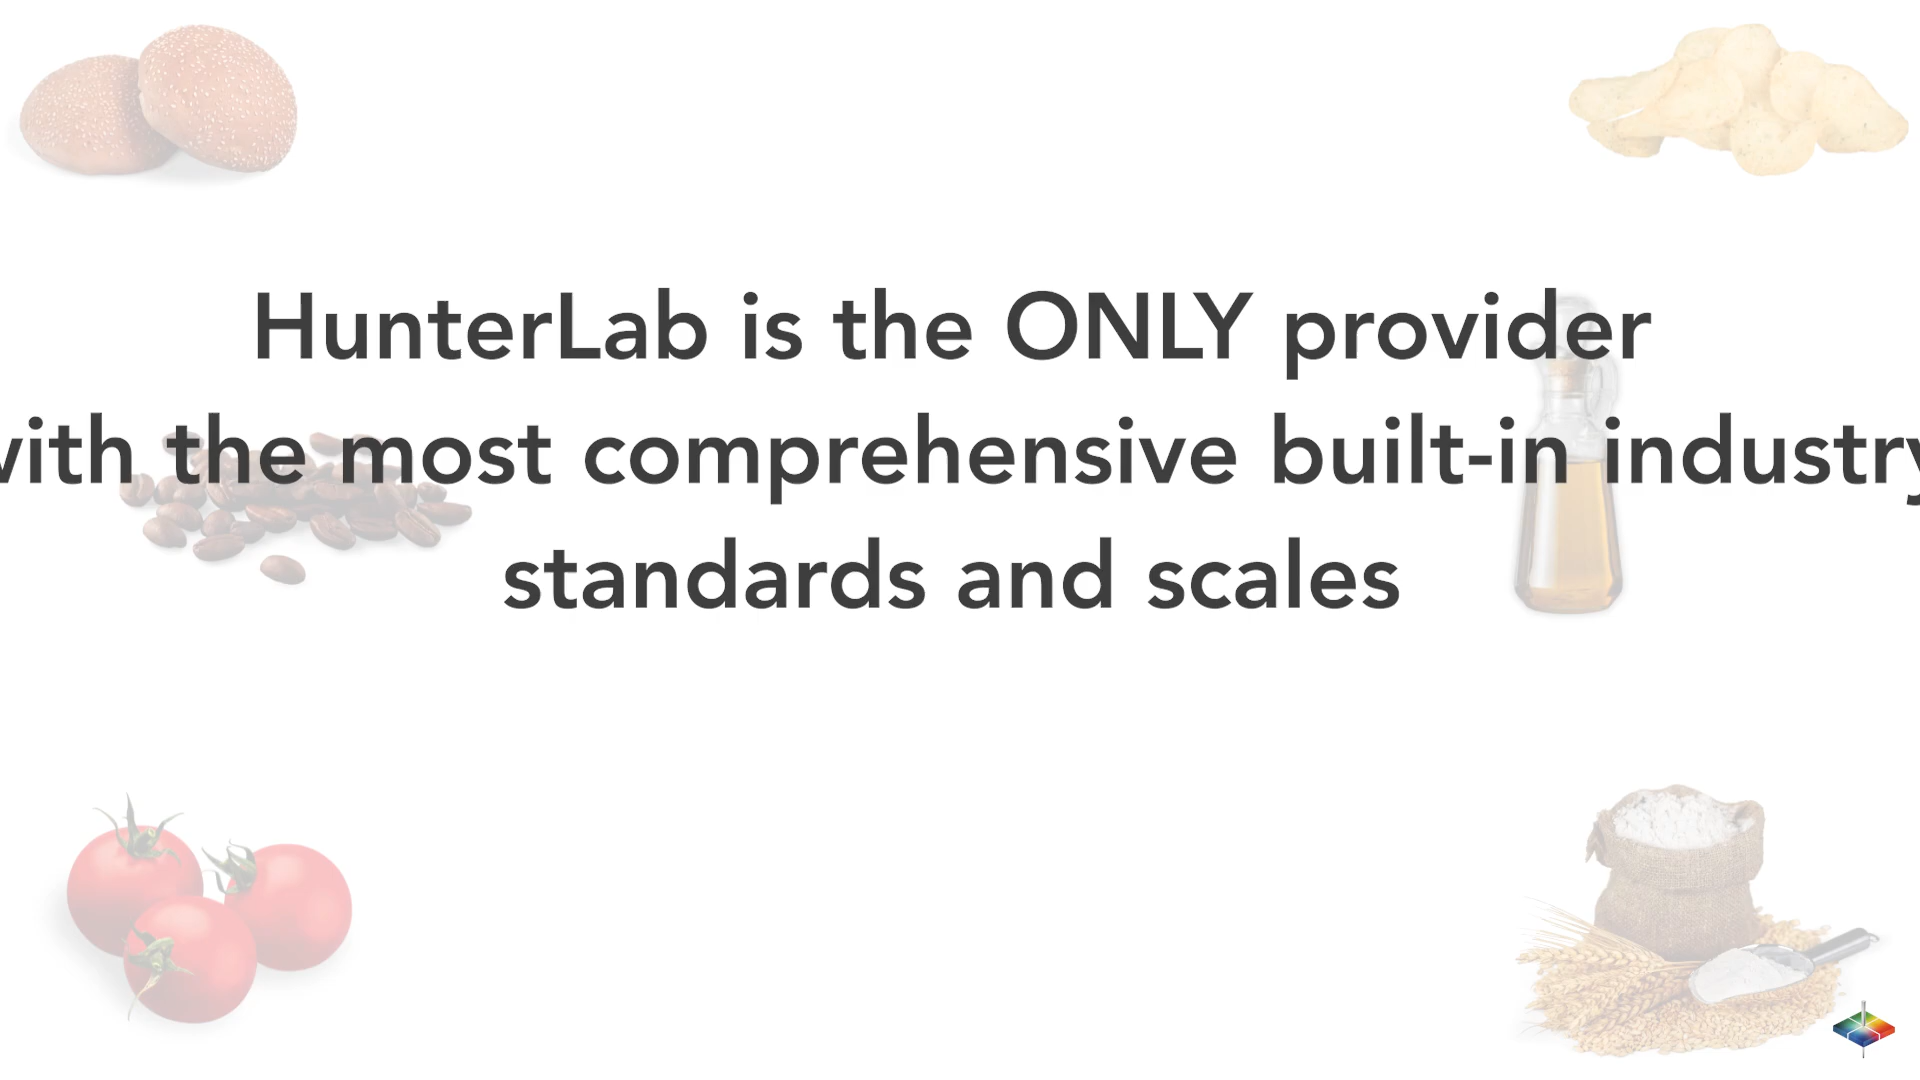 HunterLab is the ONLY provider
with the most comprehensive built-in industry
standards and scales